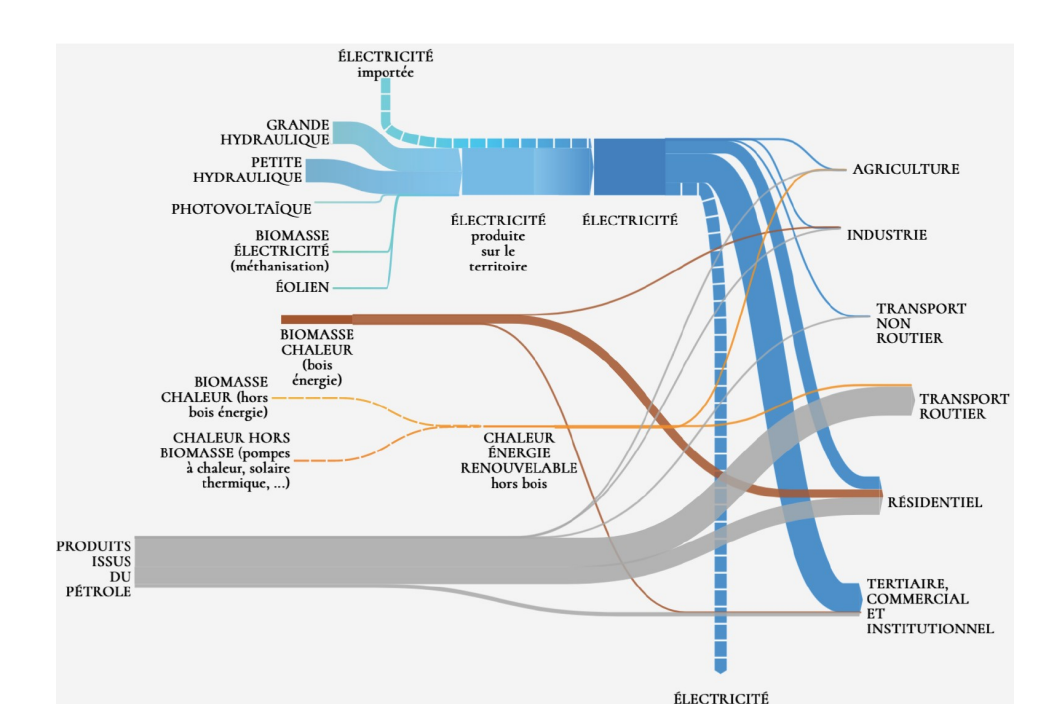 ÉLECTRICITÉ
importée
GRANDE
HYDRAULIQUE
PETITE
HYDRAULIQUE
PHOTOVOLTAÏQUE
BIOMASSE
ÉLECTRICITÉ
(méthanisation)
ÉOLIEN
ÉLECTRICITÉ
produite
sur le
territoire
ÉLECTRICITÉ
AGRICULTURE
INDUSTRIE
TRANSPORT
NON
ROUTIER
BIOMASSE
CHALEUR
(bois
énergie)
BIOMASSE
CHALEUR (hors
bois énergie)
CHALEUR HORS
BIOMASSE (pompes
à chaleur, solaire
thermique, ...)
CHALEUR
ÉNERGIE
RENOUVELABLE
hors bois
TRANSPORT
ROUTIER
RÉSIDENTIEL
PRODUITS
ISSUS
DU
PÉTROLE
TERTIAIRE,
COMMERCIAL
ET
INSTITUTIONNEL
ÉLECTRICITÉ